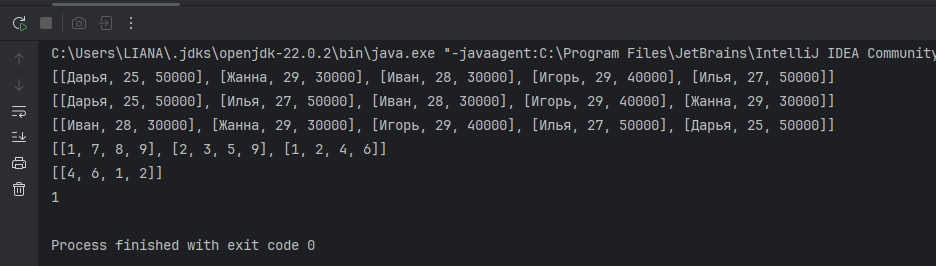 C:\Users\LIANA\.jdks\openjdk-22.0.2\bin\java.exe "-javaagent:C:\Program Files\JetBrains\IntelliJ IDEA Community
[[Дарья, 25, 50000], [Жанна, 29, 30000], [Иван, 28, 30000], [Игорь, 29, 40000], [Илья, 27, 50000]]
[[Дарья, 25, 50000], [Илья, 27, 50000], [Иван, 28, 30000], [Игорь, 29, 40000], [Жанна, 29, 30000]]
[[Иван, 28, 30000], [Жанна, 29, 30000], [Игорь, 29, 40000], [Илья, 27, 50000], [Дарья, 25, 50000]]
[[1, 7, 8, 9], [2, 3, 5, 9], [1, 2, 4, 6]]
[[4, 6, 1, 2]]
1
Process finished with exit code 0